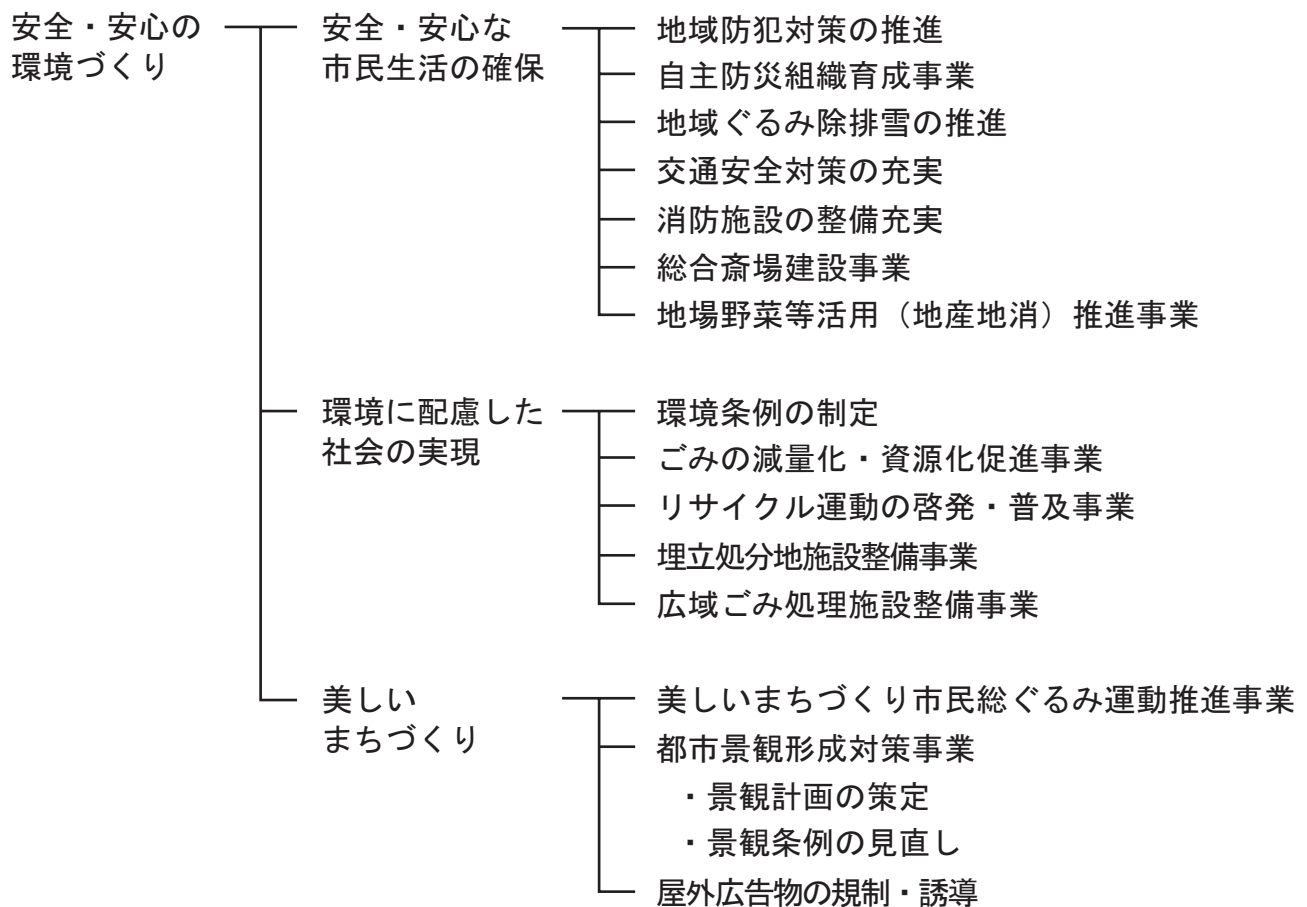 安全・安心の
環境づくり
安全・安心な
市民生活の確保
地域防犯対策の推進
自主防災組織育成事業
地域ぐるみ除排雪の推進
交通安全対策の充実
消防施設の整備充実
総合斎場建設事業
地場野菜等活用（地産地消）推進事業
環境に配慮した
社会の実現
環境条例の制定
ごみの減量化・資源化促進事業
リサイクル運動の啓発・普及事業
埋立処分地施設整備事業
広域ごみ処理施設整備事業
美しい
まちづくり
美しいまちづくり市民総ぐるみ運動推進事業
都市景観形成対策事業
・景観計画の策定
・景観条例の見直し
屋外広告物の規制・誘導